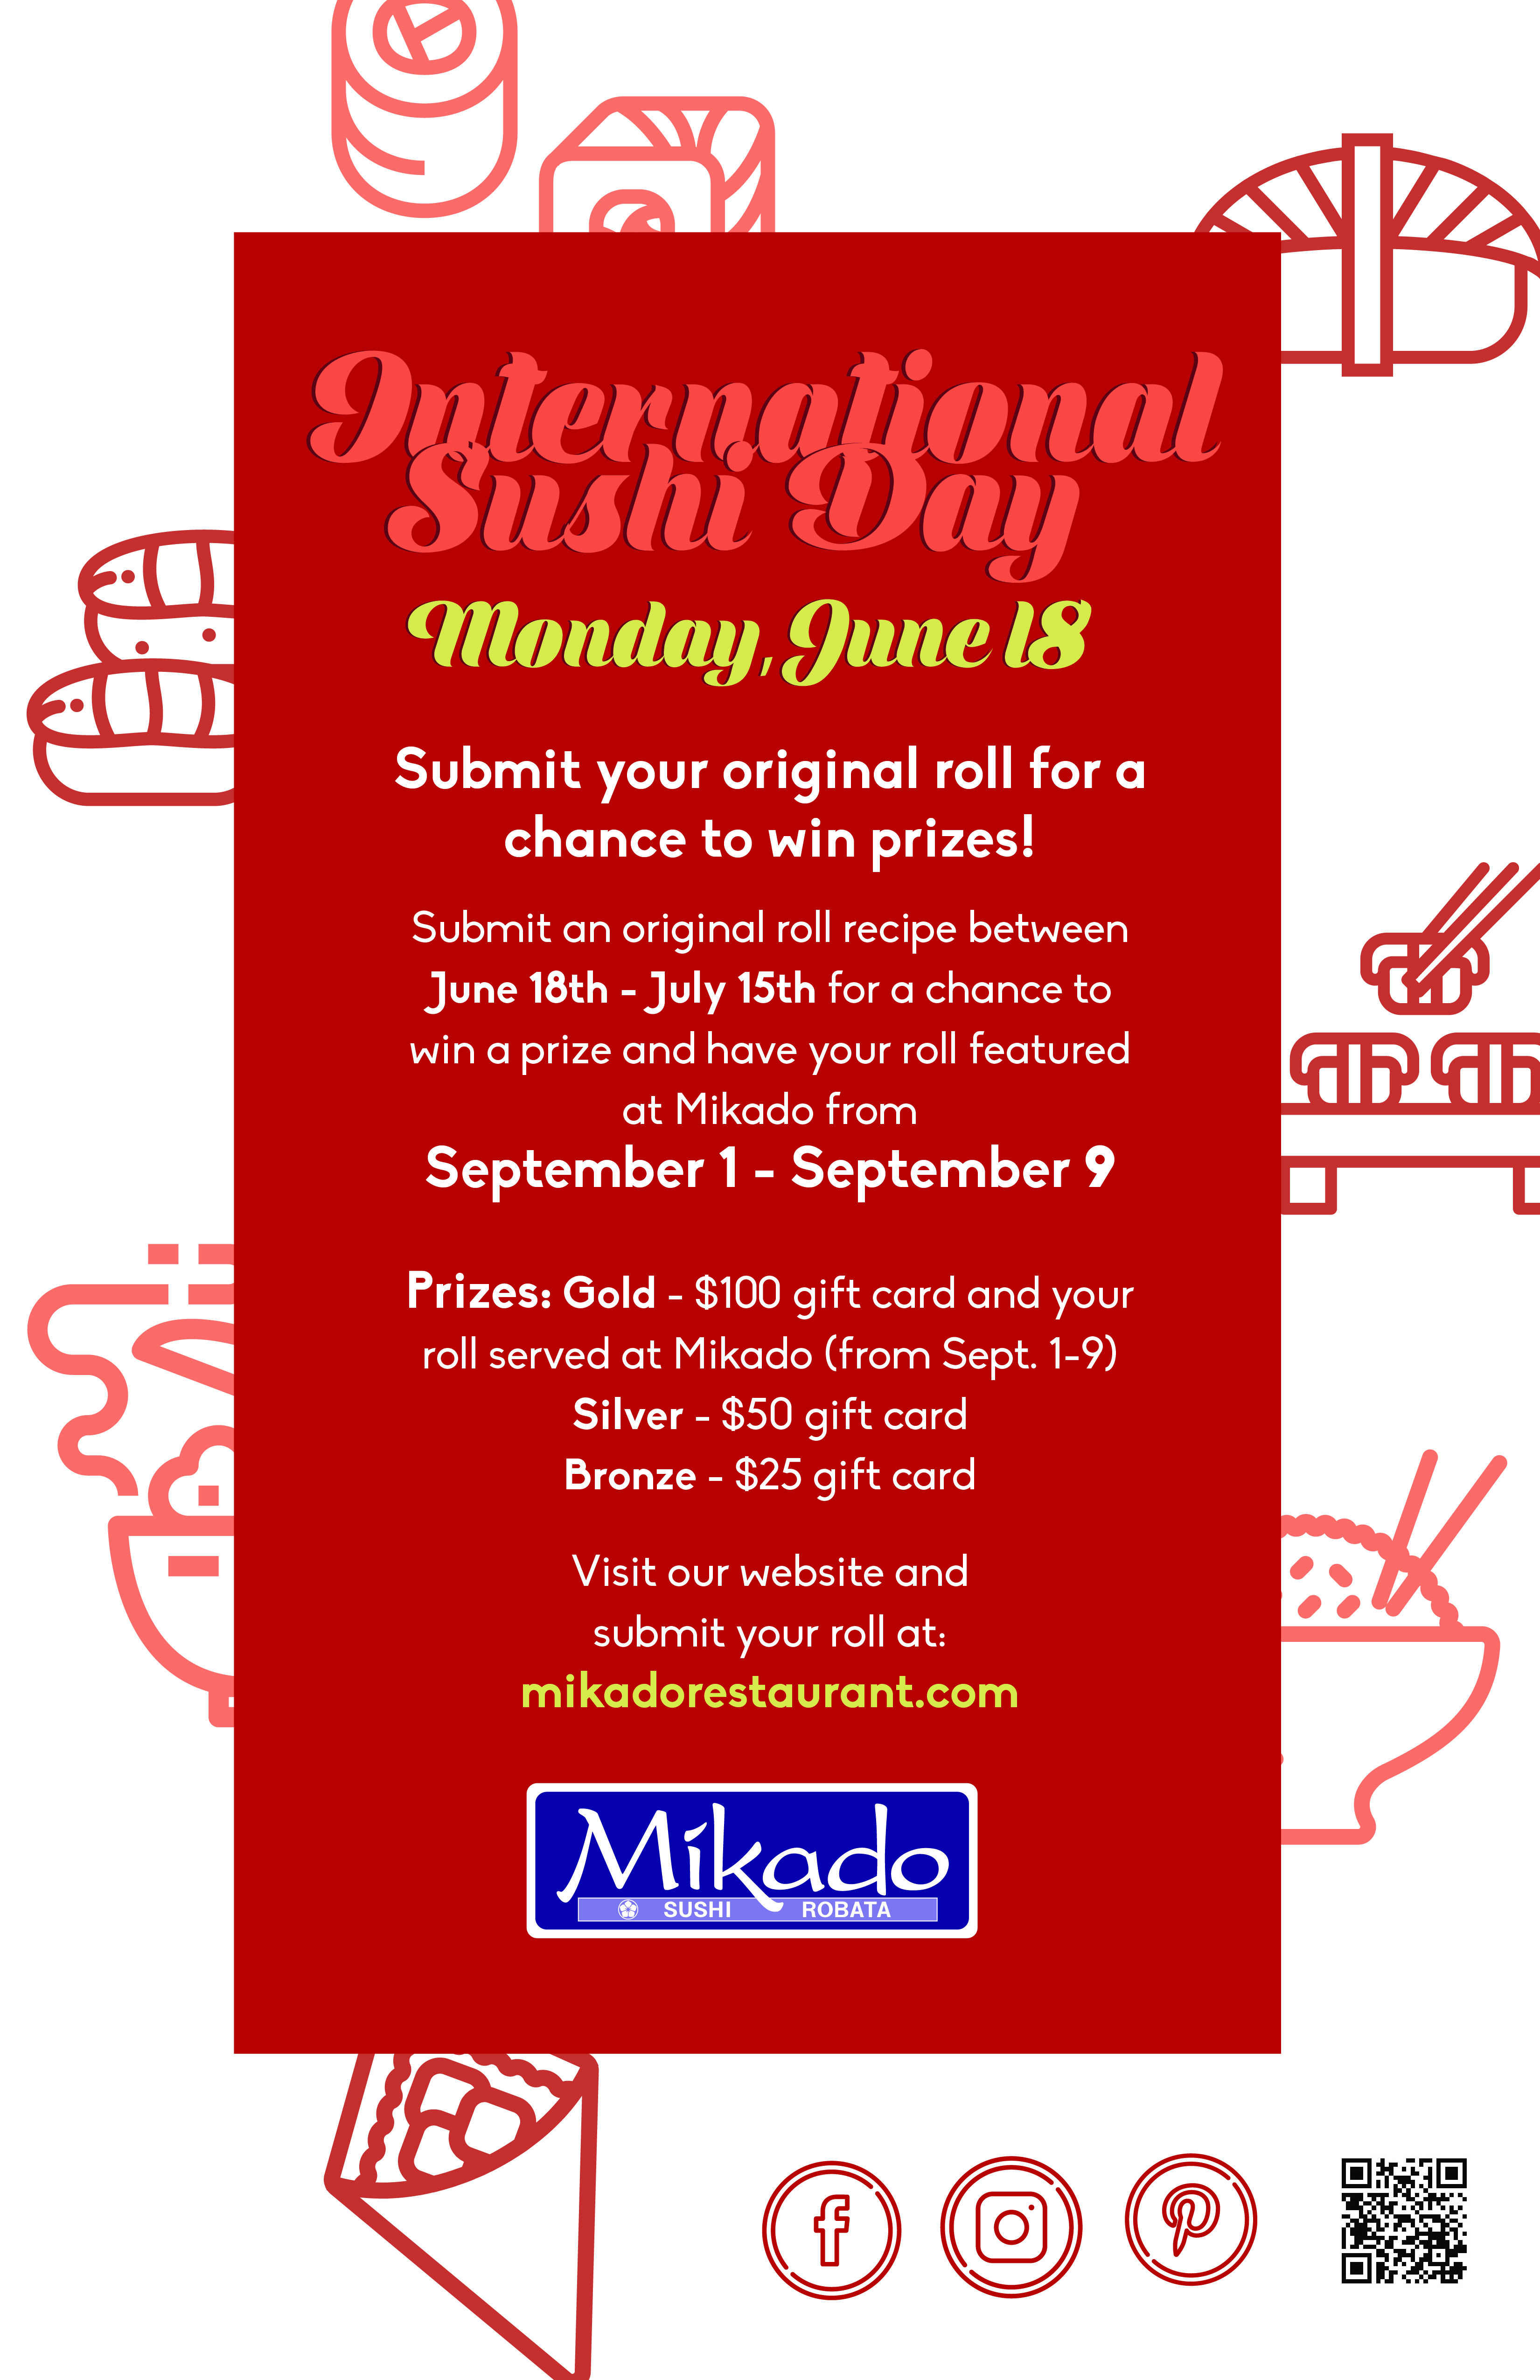 International
Sushi Day
Monday, June 18
Submit your original roll for a
chance to win prizes!
Submit an original roll recipe between
June 18th - July 15th for a chance to
win a prize and have your roll featured
at Mikado from
September 1 - September 9
Prizes: Gold - $100 gift card and your
roll served at Mikado (from Sept. 1-9)
Silver - $50 gift card
Bronze - $25 gift card
Visit our website and
submit your roll at:
mikadorestaurant.com
Mikado
SUSHI ROBATA